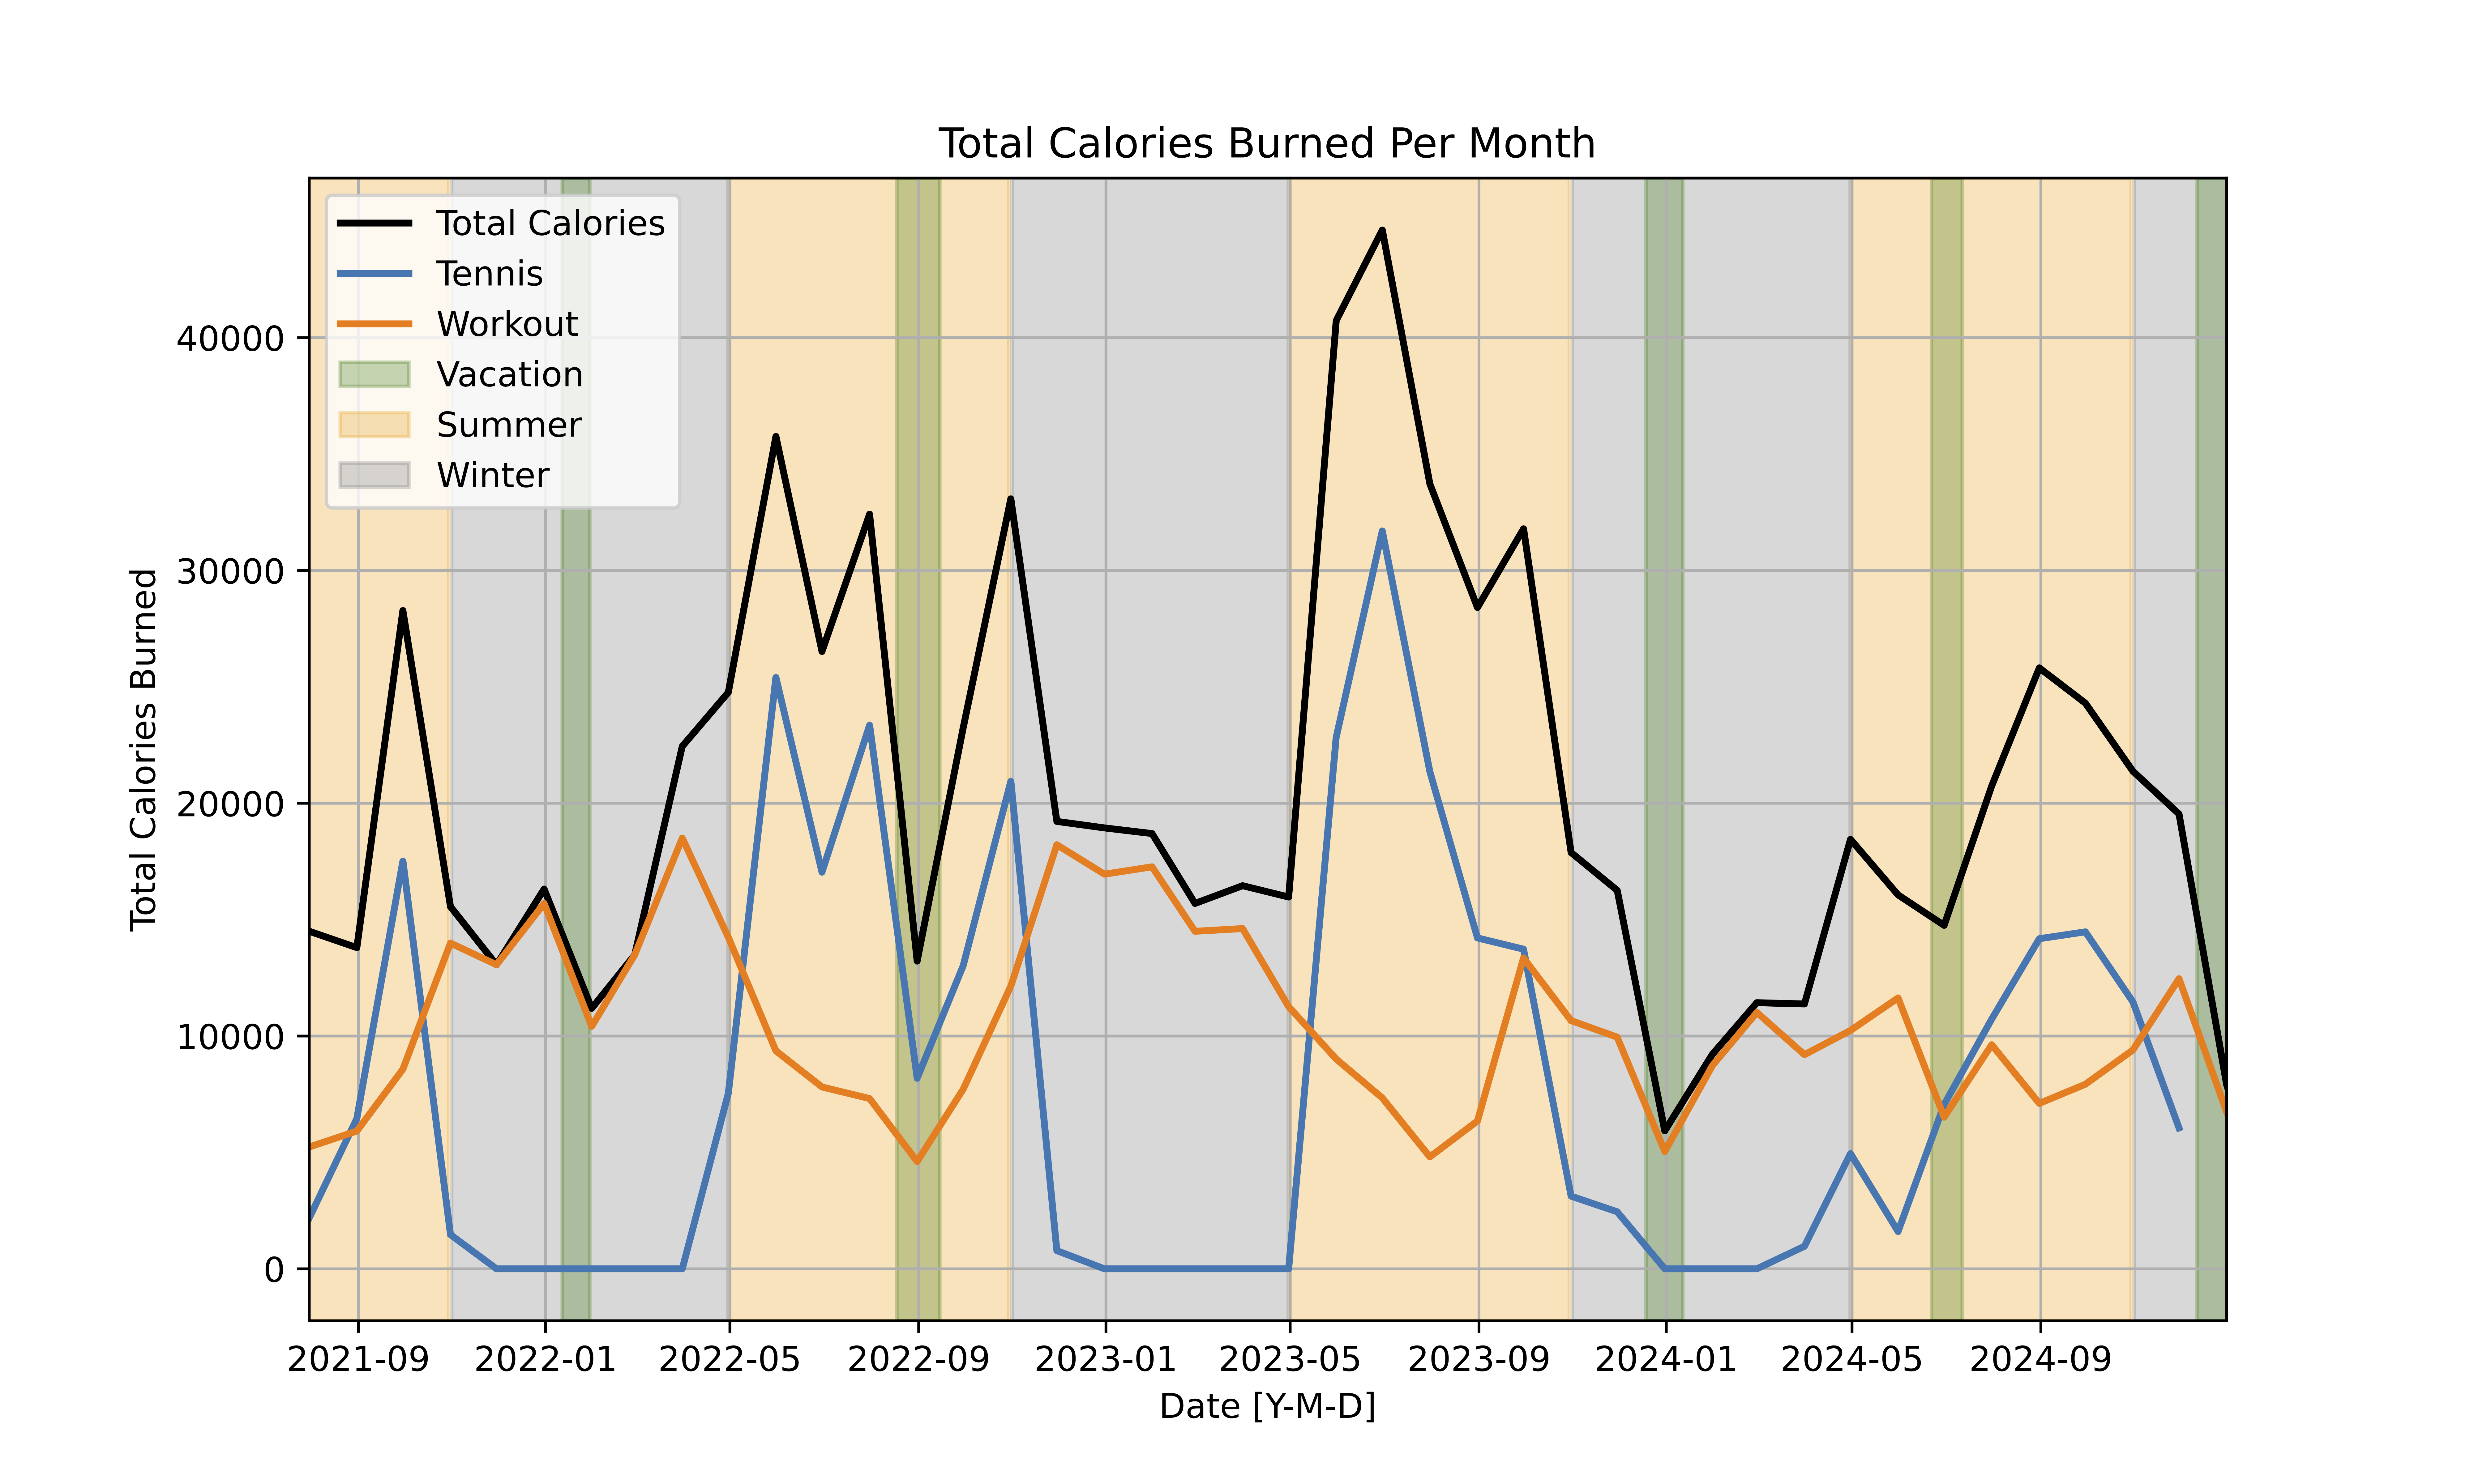 Total Calories Burned Per Month
Total Calories
Tennis
Workout
Vacation
Summer
Winter
Total Calories Burned
40000
30000
20000
10000
0
2021-09 2022-01 2022-05 2022-09 2023-01 2023-05 2023-09 2024-01 2024-05 2024-09
Date [Y-M-D]